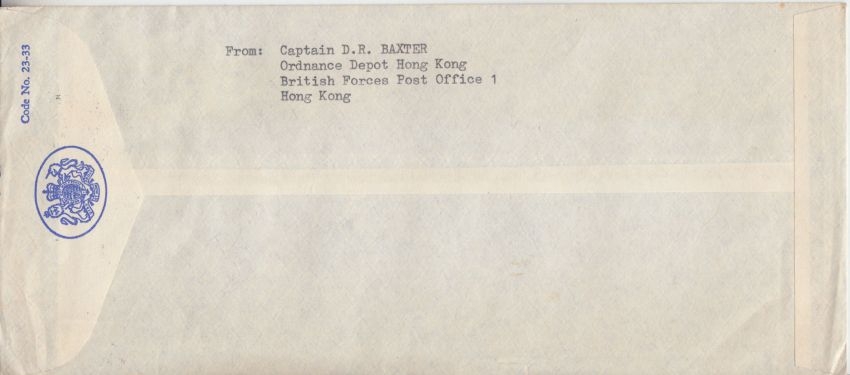 Code No. 23-33
From: Captain D.R. BAXTER
Ordnance Depot Hong Kong
British Forces Post Office 1
Hong Kong